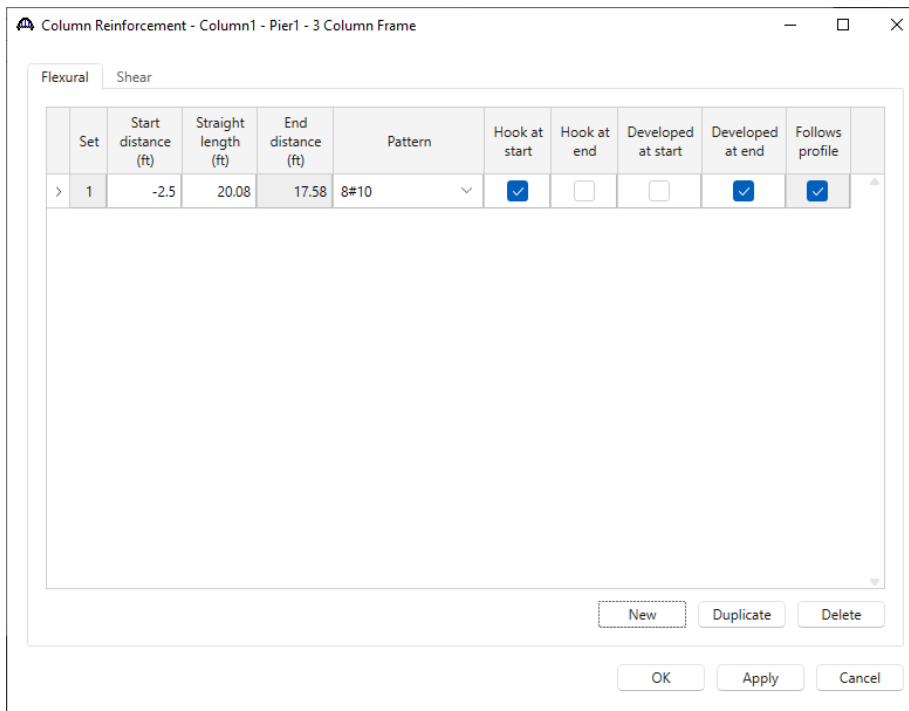 Column Reinforcement - Column1 - Pier1 - 3 Column Frame
Flexural Shear
Set Start distance (ft) Straight length (ft) End distance (ft) Pattern Hook at start Hook at end Developed at start Developed at end Follows profile
1 -2.5 20.08 17.58 8#10
New Duplicate Delete
OK Apply Cancel